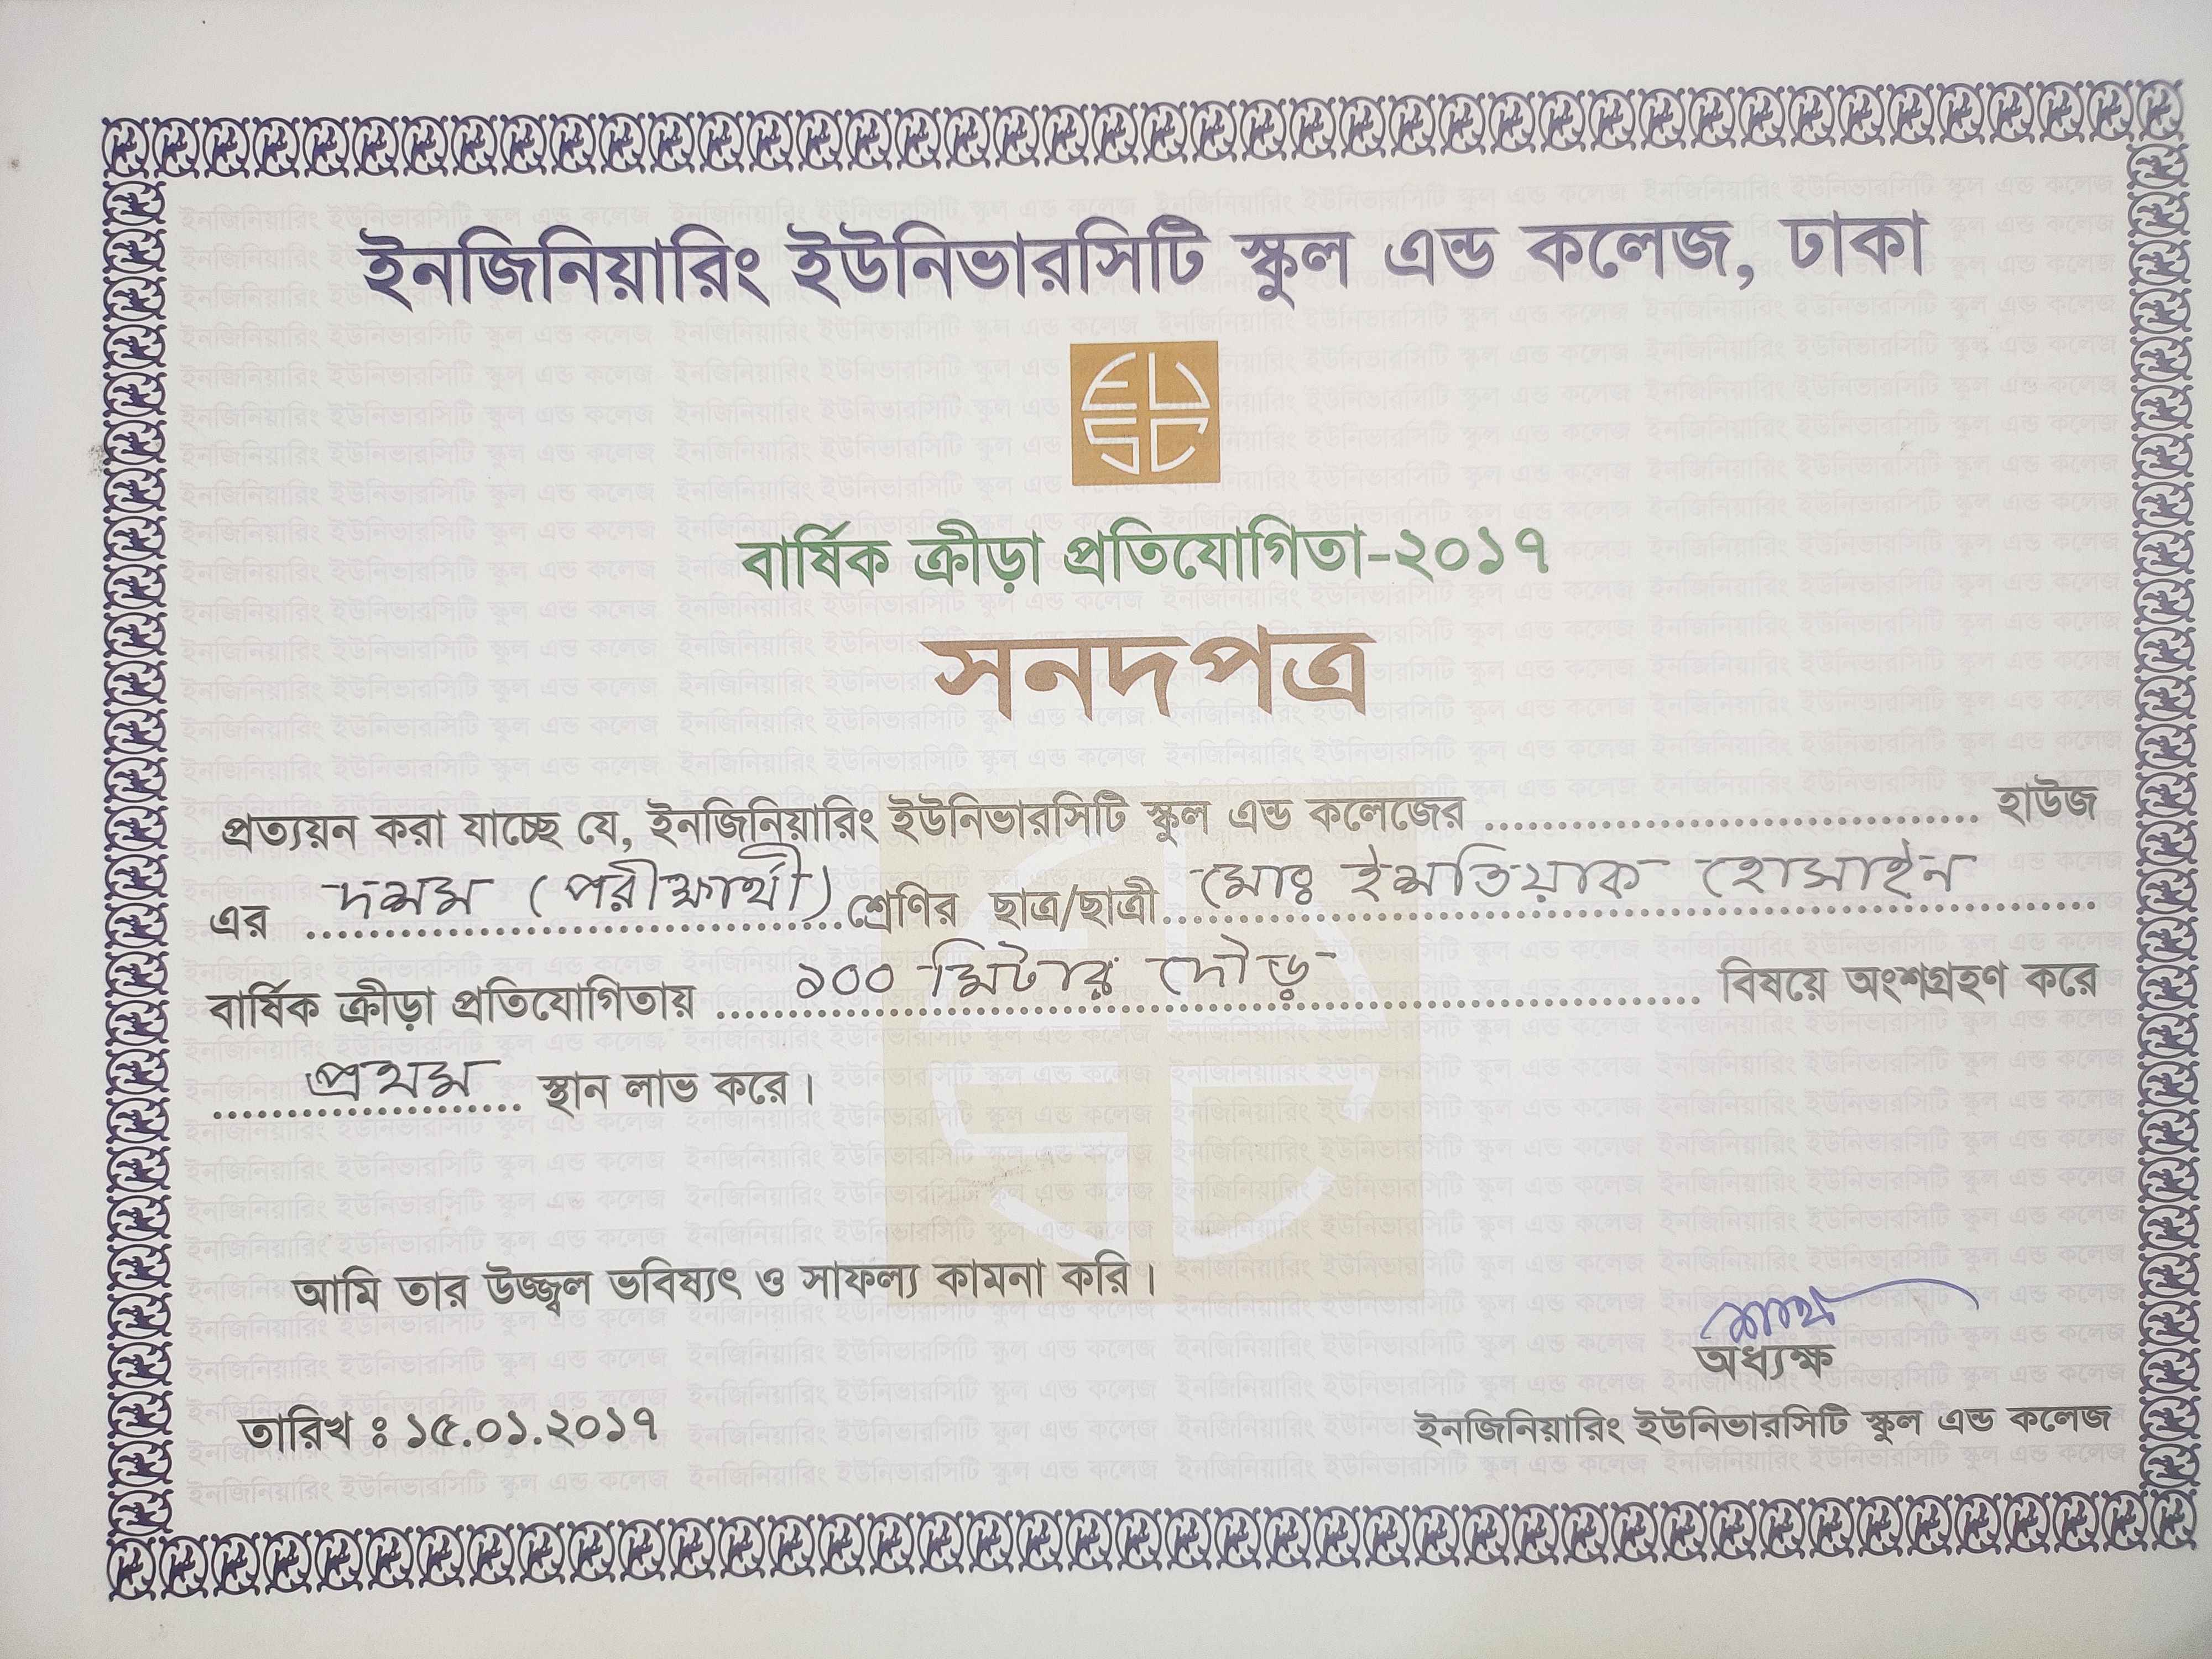 ইনজিনিয়ারিং ইউনিভারসিটি স্কুল এন্ড কলেজ, ঢাকা
EUSC
বার্ষিক ক্রীড়া প্রতিযোগিতা-২০১৭
সনদপত্র
প্রত্যয়ন করা যাচ্ছে যে, ইনজিনিয়ারিং ইউনিভারসিটি স্কুল এন্ড কলেজের .................................. হাউজ
এর দশম (পরীক্ষার্থী) শ্রেণির ছাত্র/ছাত্রী মোঃ ইশতিয়াক হোসাইন
বার্ষিক ক্রীড়া প্রতিযোগিতায় ১০০ মিটার দৌড় বিষয়ে অংশগ্রহণ করে
প্রথম স্থান লাভ করে।
আমি তার উজ্জ্বল ভবিষ্যৎ ও সাফল্য কামনা করি।
অধ্যক্ষ
তারিখ ঃ ১৫.০১.২০১৭ ইনজিনিয়ারিং ইউনিভারসিটি স্কুল এন্ড কলেজ